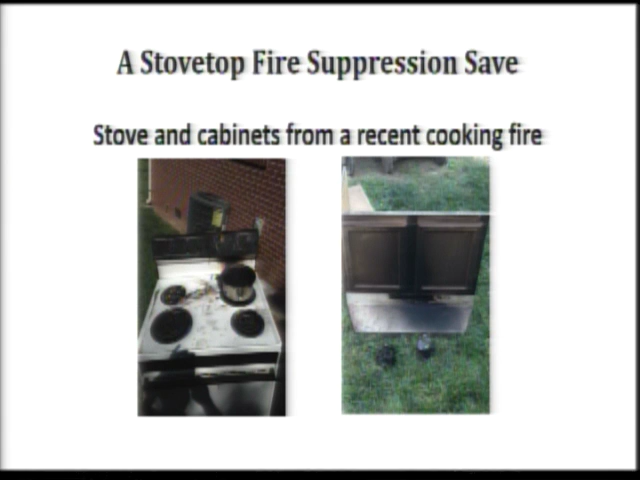 A Stovetop Fire Suppression Save
Stove and cabinets from a recent cooking fire